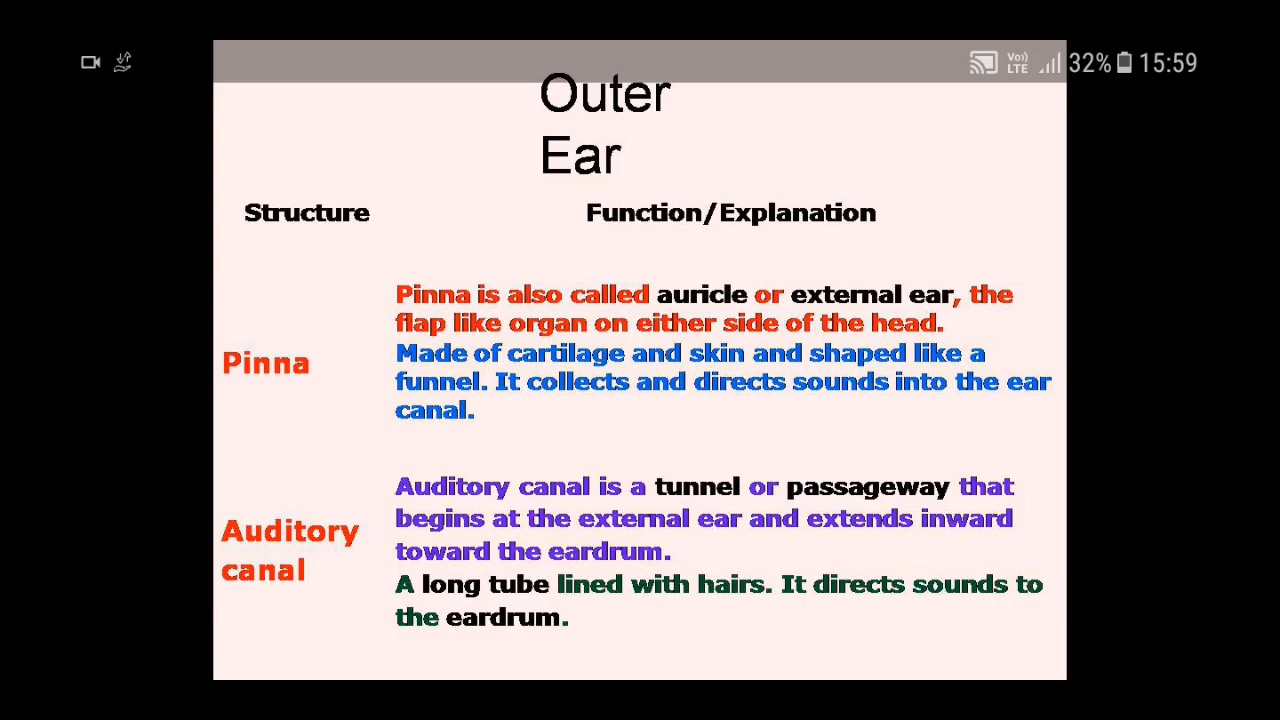 Vo)) LTE 32% 15:59
Outer
Ear
Structure Function/Explanation
Pinna is also called auricle or external ear, the
flap like organ on either side of the head.
Pinna
Made of cartilage and skin and shaped like a
funnel. It collects and directs sounds into the ear
canal.
Auditory canal is a tunnel or passageway that
begins at the external ear and extends inward
toward the eardrum.
Auditory
canal
A long tube lined with hairs. It directs sounds to
the eardrum.